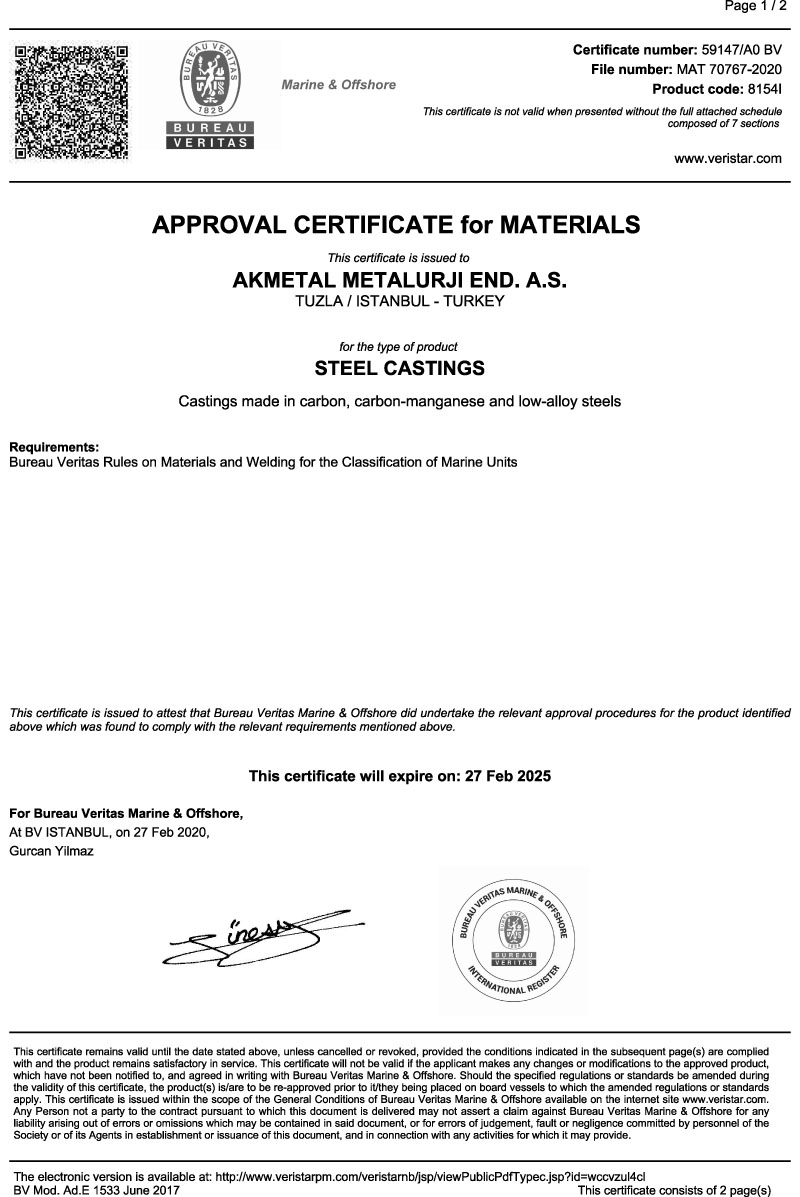 Page 1 / 2
BUREAU VERITAS
1828
BUREAU
VERITAS
Marine & Offshore
Certificate number: 59147/A0 BV
File number: MAT 70767-2020
Product code: 8154I
This certificate is not valid when presented without the full attached schedule
composed of 7 sections
www.veristar.com
APPROVAL CERTIFICATE for MATERIALS
This certificate is issued to
AKMETAL METALURJI END. A.S.
TUZLA / ISTANBUL - TURKEY
for the type of product
STEEL CASTINGS
Castings made in carbon, carbon-manganese and low-alloy steels
Requirements:
Bureau Veritas Rules on Materials and Welding for the Classification of Marine Units
This certificate is issued to attest that Bureau Veritas Marine & Offshore did undertake the relevant approval procedures for the product identified
above which was found to comply with the relevant requirements mentioned above.
This certificate will expire on: 27 Feb 2025
For Bureau Veritas Marine & Offshore,
At BV ISTANBUL, on 27 Feb 2020,
Gurcan Yilmaz
BUREAU VERITAS MARINE & OFFSHORE
BUREAU
VERITAS
INTERNATIONAL REGISTER
This certificate remains valid until the date stated above, unless cancelled or revoked, provided the conditions indicated in the subsequent page(s) are complied
with and the product remains satisfactory in service. This certificate will not be valid if the applicant makes any changes or modifications to the approved product,
which have not been notified to, and agreed in writing with Bureau Veritas Marine & Offshore. Should the specified regulations or standards be amended during
the validity of this certificate, the product(s) is/are to be re-approved prior to it/they being placed on board vessels to which the amended regulations or standards
apply. This certificate is issued within the scope of the General Conditions of Bureau Veritas Marine & Offshore available on the internet site www.veristar.com.
Any Person not a party to the contract pursuant to which this document is delivered may not assert a claim against Bureau Veritas Marine & Offshore for any
liability arising out of errors or omissions which may be contained in said document, or for errors of judgement, fault or negligence committed by personnel of the
Society or of its Agents in establishment or issuance of this document, and in connection with any activities for which it may provide.
The electronic version is available at: http://www.veristarpm.com/veristarnb/jsp/viewPublicPdfTypec.jsp?id=wccvzul4cl
BV Mod. Ad.E 1533 June 2017
This certificate consists of 2 page(s)